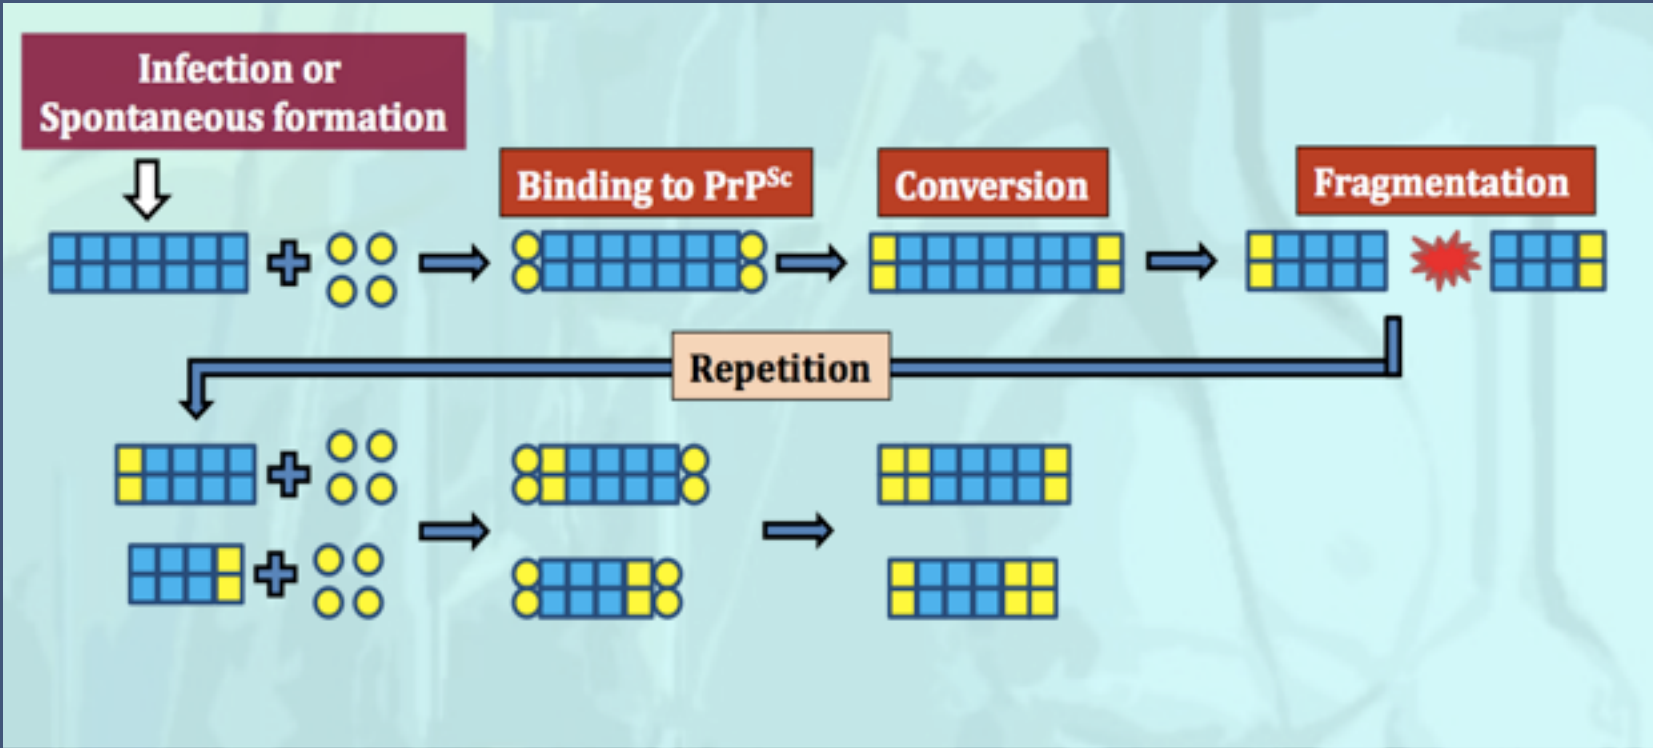 Infection or
Spontaneous formation
Binding to PrPSc
Conversion
Fragmentation
Repetition